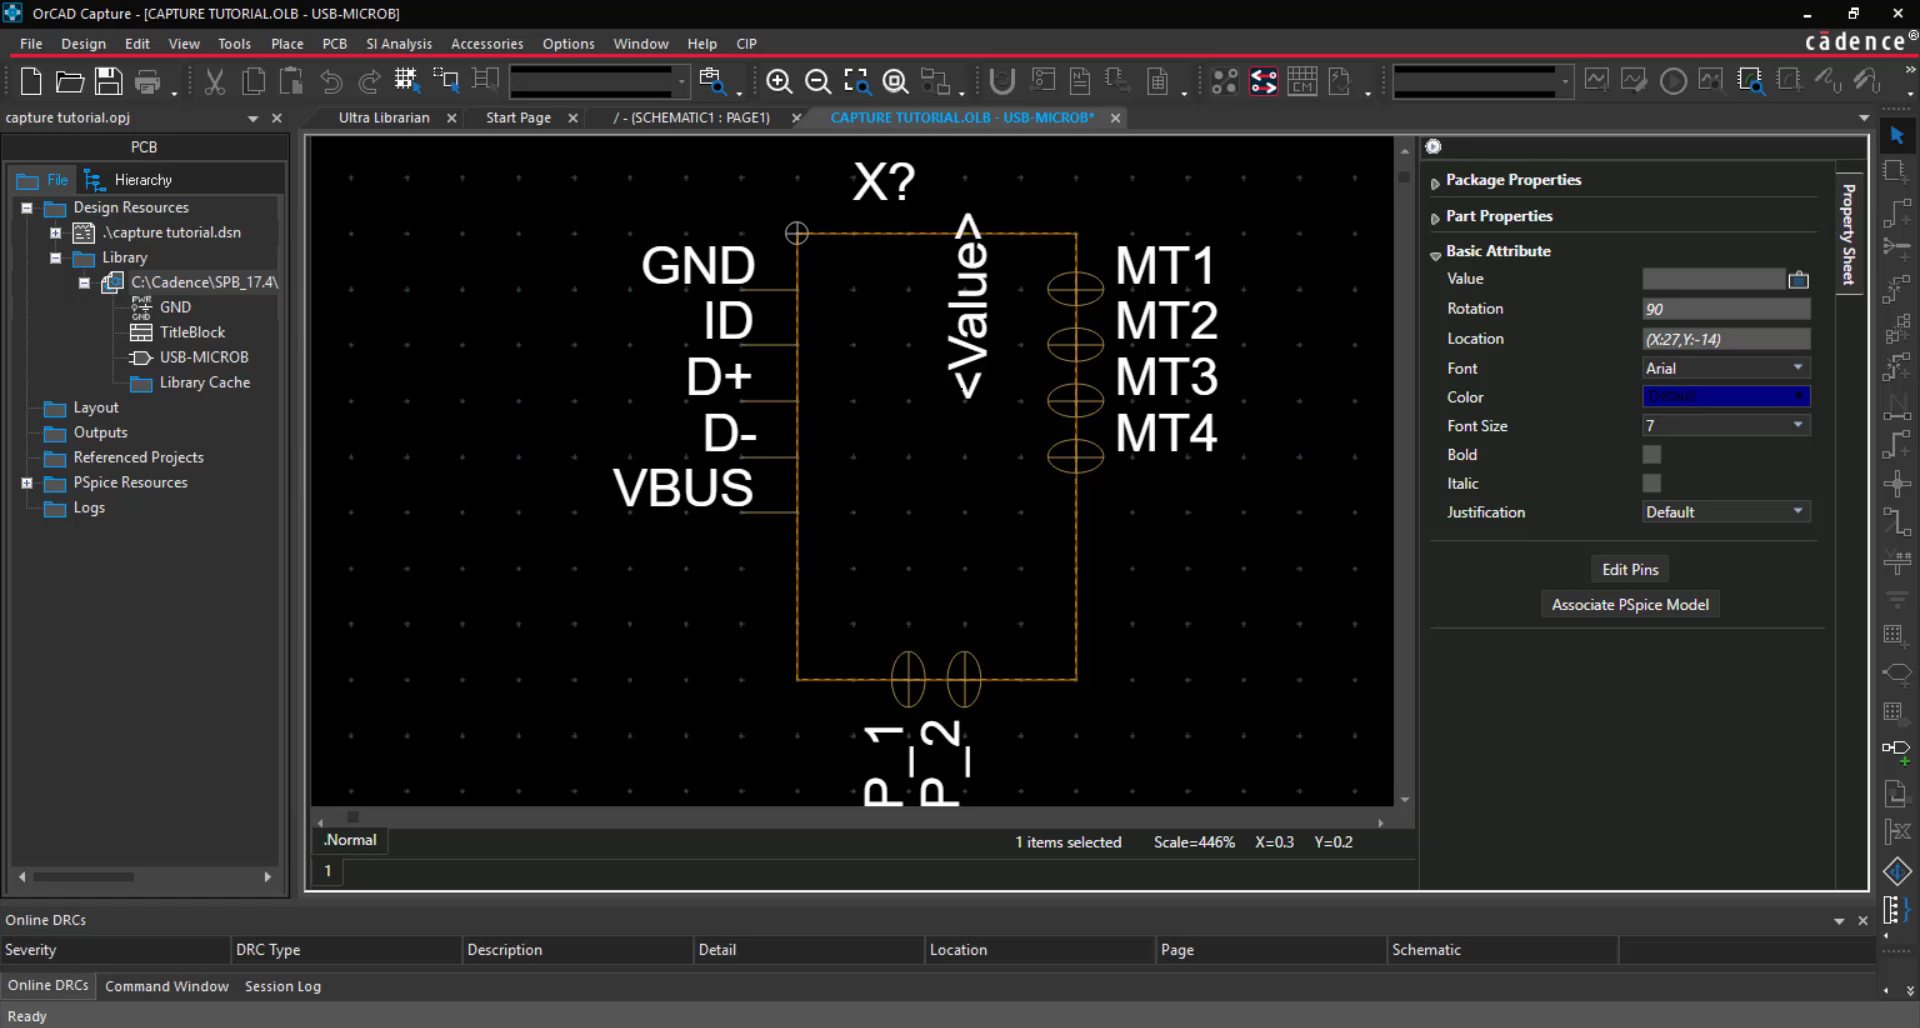 OrCAD Capture - [CAPTURE TUTORIAL.OLB - USB-MICROB]
File Design Edit View Tools Place PCB SI Analysis Accessories Options Window Help CIP
cādence®
capture tutorial.opj
Ultra Librarian
Start Page
/ - (SCHEMATIC1 : PAGE1)
CAPTURE TUTORIAL.OLB - USB-MICROB*
PCB
File
Hierarchy
Design Resources
.\capture tutorial.dsn
Library
C:\Cadence\SPB_17.4\
GND
TitleBlock
USB-MICROB
Library Cache
Layout
Outputs
Referenced Projects
PSpice Resources
Logs
X?
<Value>
GND
ID
D+
D-
VBUS
MT1
MT2
MT3
MT4
P_1
P_2
.Normal
1 items selected Scale=446% X=0.3 Y=0.2
1
Property Sheet
Package Properties
Part Properties
Basic Attribute
Value
Rotation 90
Location (X:27,Y:-14)
Font Arial
Color Default
Font Size 7
Bold
Italic
Justification Default
Edit Pins
Associate PSpice Model
Online DRCs
Severity DRC Type Description Detail Location Page Schematic
Online DRCs Command Window Session Log
Ready